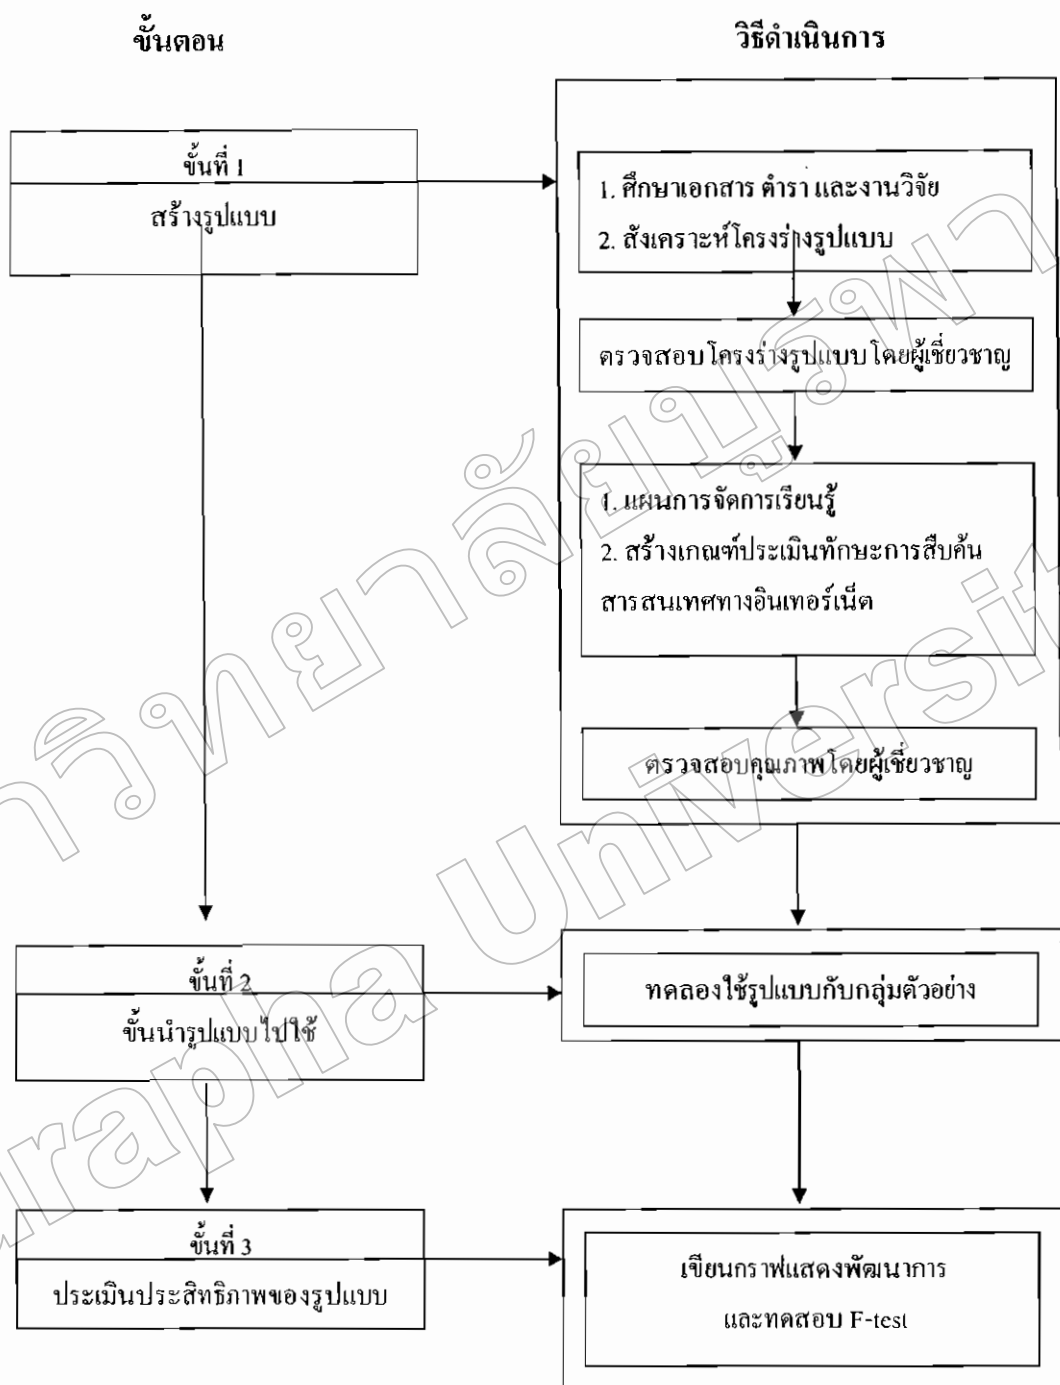 ขั้นตอน
วิธีดำเนินการ
ขั้นที่ 1
สร้างรูปแบบ
1. ศึกษาเอกสาร ตำรา และงานวิจัย
2. สังเคราะห์โครงร่างรูปแบบ
ตรวจสอบโครงร่างรูปแบบโดยผู้เชี่ยวชาญ
1. แผนการจัดการเรียนรู้
2. สร้างเกณฑ์ประเมินทักษะการสืบค้น
สารสนเทศทางอินเทอร์เน็ต
ตรวจสอบคุณภาพโดยผู้เชี่ยวชาญ
ขั้นที่ 2
ขั้นนำรูปแบบไปใช้
ทดลองใช้รูปแบบกับกลุ่มตัวอย่าง
ขั้นที่ 3
ประเมินประสิทธิภาพของรูปแบบ
เขียนกราฟแสดงพัฒนาการ
และทดสอบ F-test
าวิทยาลัยบูรพา
urapha Universit